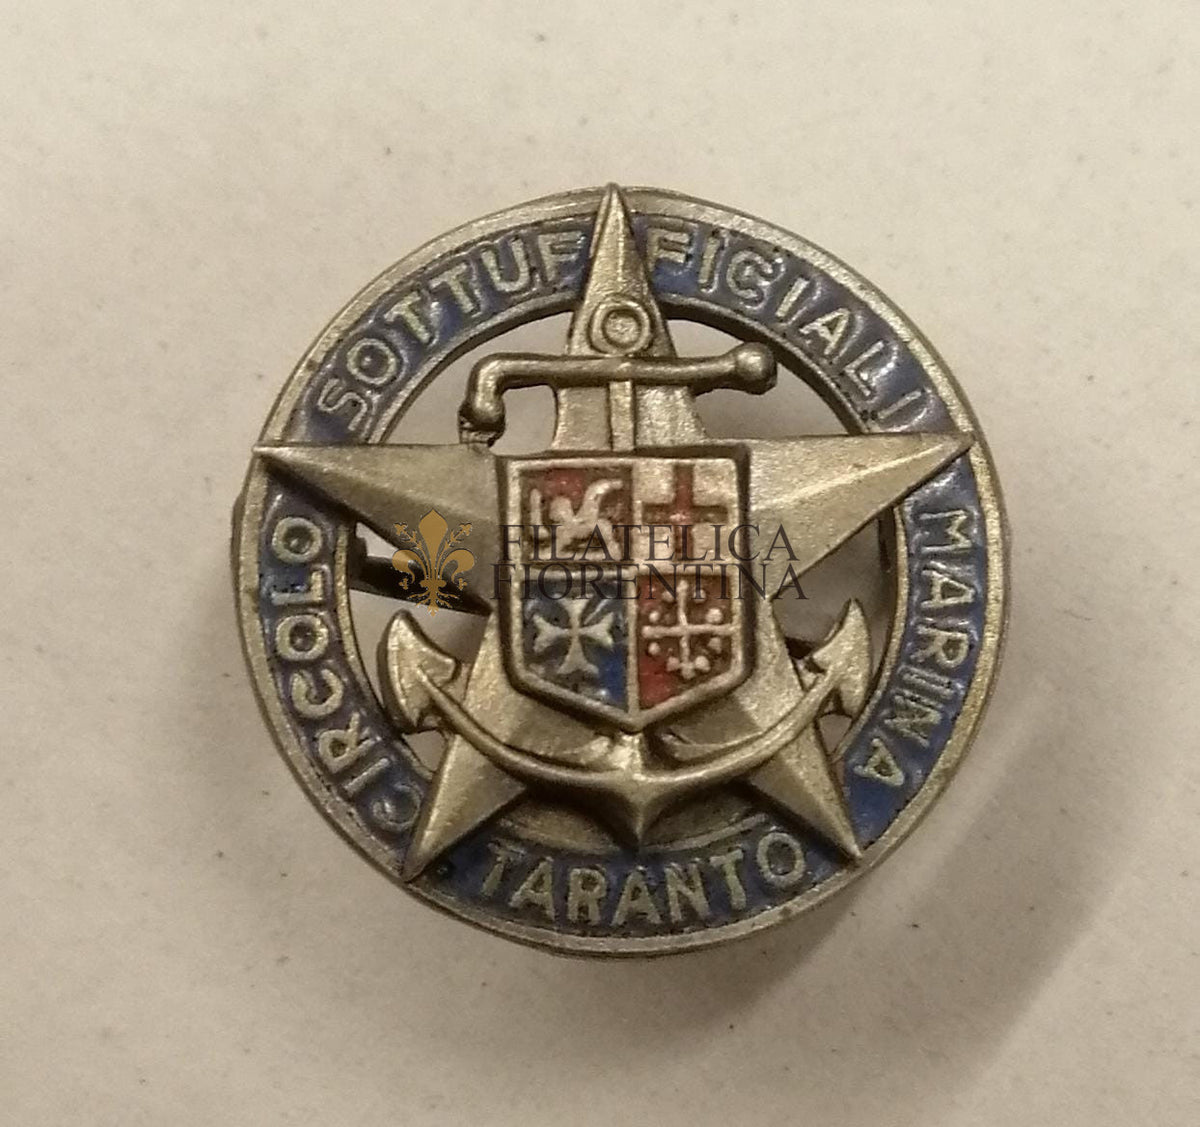 CIRCOLO SOTTUFFICIALI MARINA
TARANTO
FILATELICA
FIORENTINA